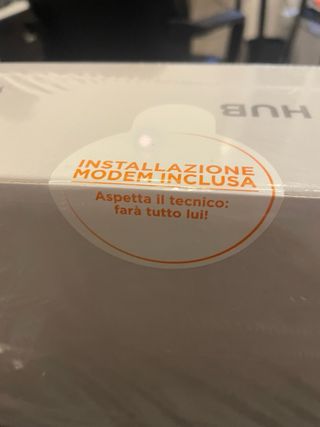 HUB
INSTALLAZIONE
MODEM INCLUSA
Aspetta il tecnico:
farà tutto lui!